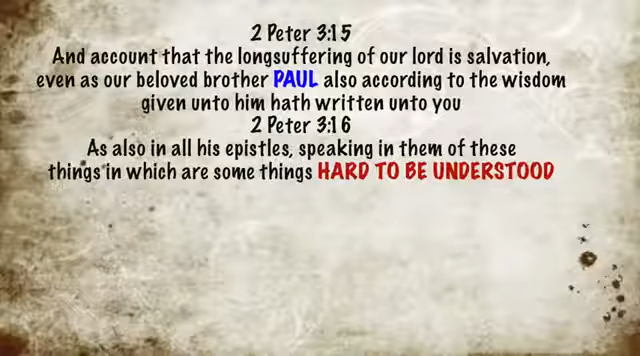 2 Peter 3:15
And account that the longsuffering of our lord is salvation,
even as our beloved brother PAUL also according to the wisdom
given unto him hath written unto you
2 Peter 3:16
As also in all his epistles, speaking in them of these
things in which are some things HARD TO BE UNDERSTOOD